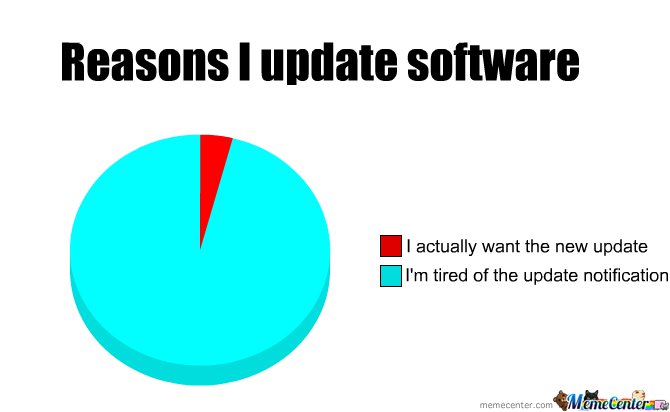 Reasons I update software
I actually want the new update
I'm tired of the update notification
memecenter.com MemeCenter